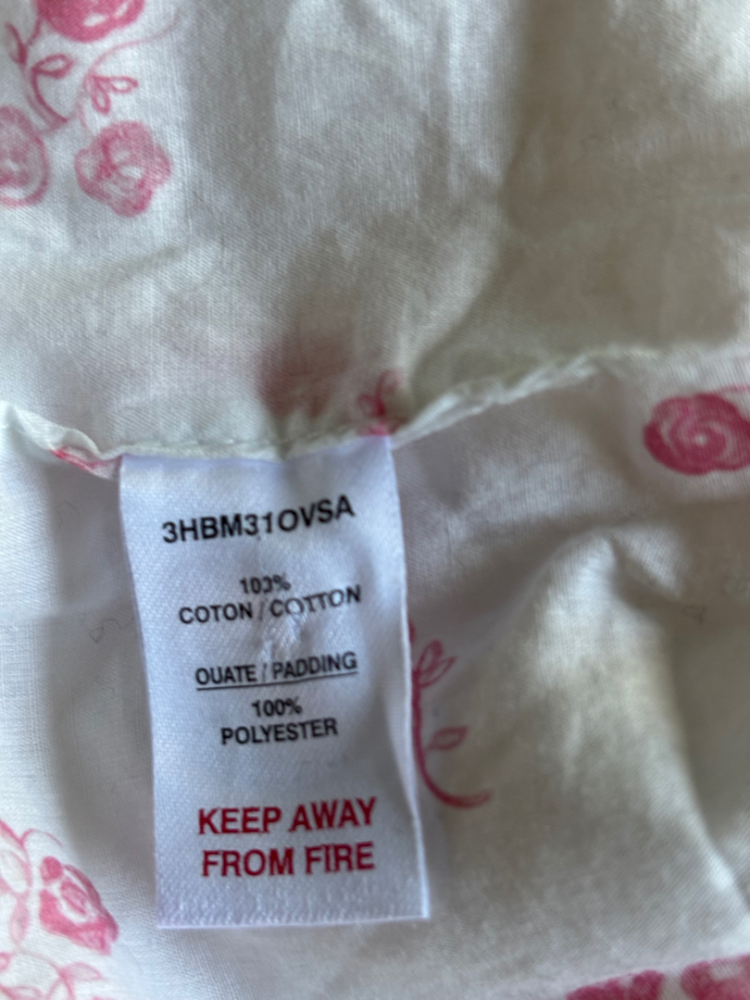 3HBM31OVSA
100%
COTON / COTTON
OUATE / PADDING
100%
POLYESTER
KEEP AWAY
FROM FIRE